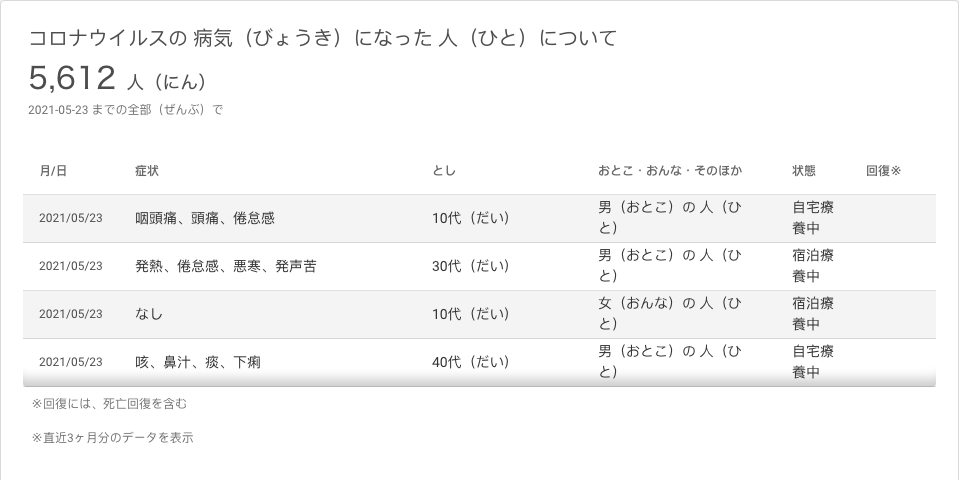 コロナウイルスの 病気（びょうき）になった 人（ひと）について
5,612 人（にん）
2021-05-23 までの全部（ぜんぶ）で
月/日 症状 とし おとこ・おんな・そのほか 状態 回復※
2021/05/23 咽頭痛、頭痛、倦怠感 10代（だい） 男（おとこ）の 人（ひ 自宅療
と） 養中
2021/05/23 発熱、倦怠感、悪寒、発声苦 30代（だい） 男（おとこ）の 人（ひ 宿泊療
と） 養中
2021/05/23 なし 10代（だい） 女（おんな）の 人（ひ 宿泊療
と） 養中
2021/05/23 咳、鼻汁、痰、下痢 40代（だい） 男（おとこ）の 人（ひ 自宅療
と） 養中
※回復には、死亡回復を含む
※直近3ヶ月分のデータを表示